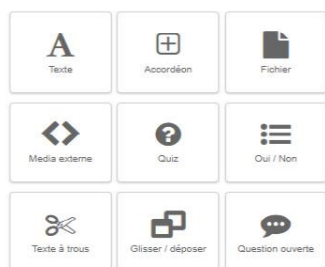 Texte
Accordéon
Fichier
Media externe
Quiz
Oui / Non
Texte à trous
Glisser / déposer
Question ouverte